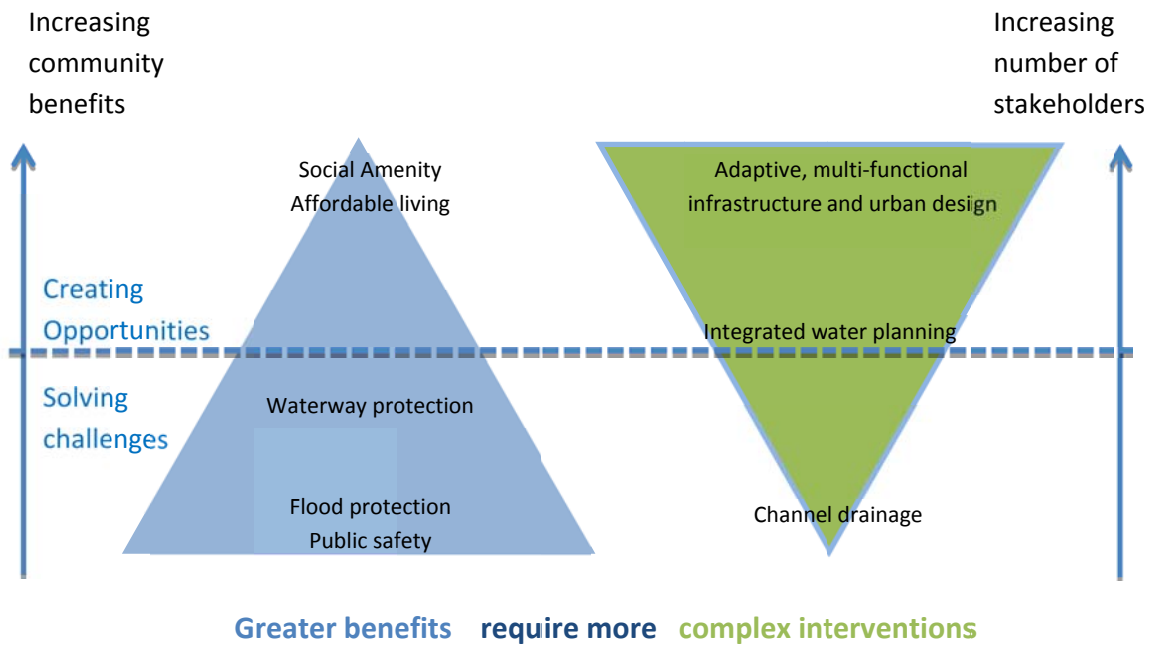 Increasing
community
benefits
Increasing
number of
stakeholders
Social Amenity
Affordable living
Adaptive, multi-functional
infrastructure and urban design
Creating
Opportunities
Integrated water planning
Solving
challenges
Waterway protection
Flood protection
Public safety
Channel drainage
Greater benefits require more complex interventions